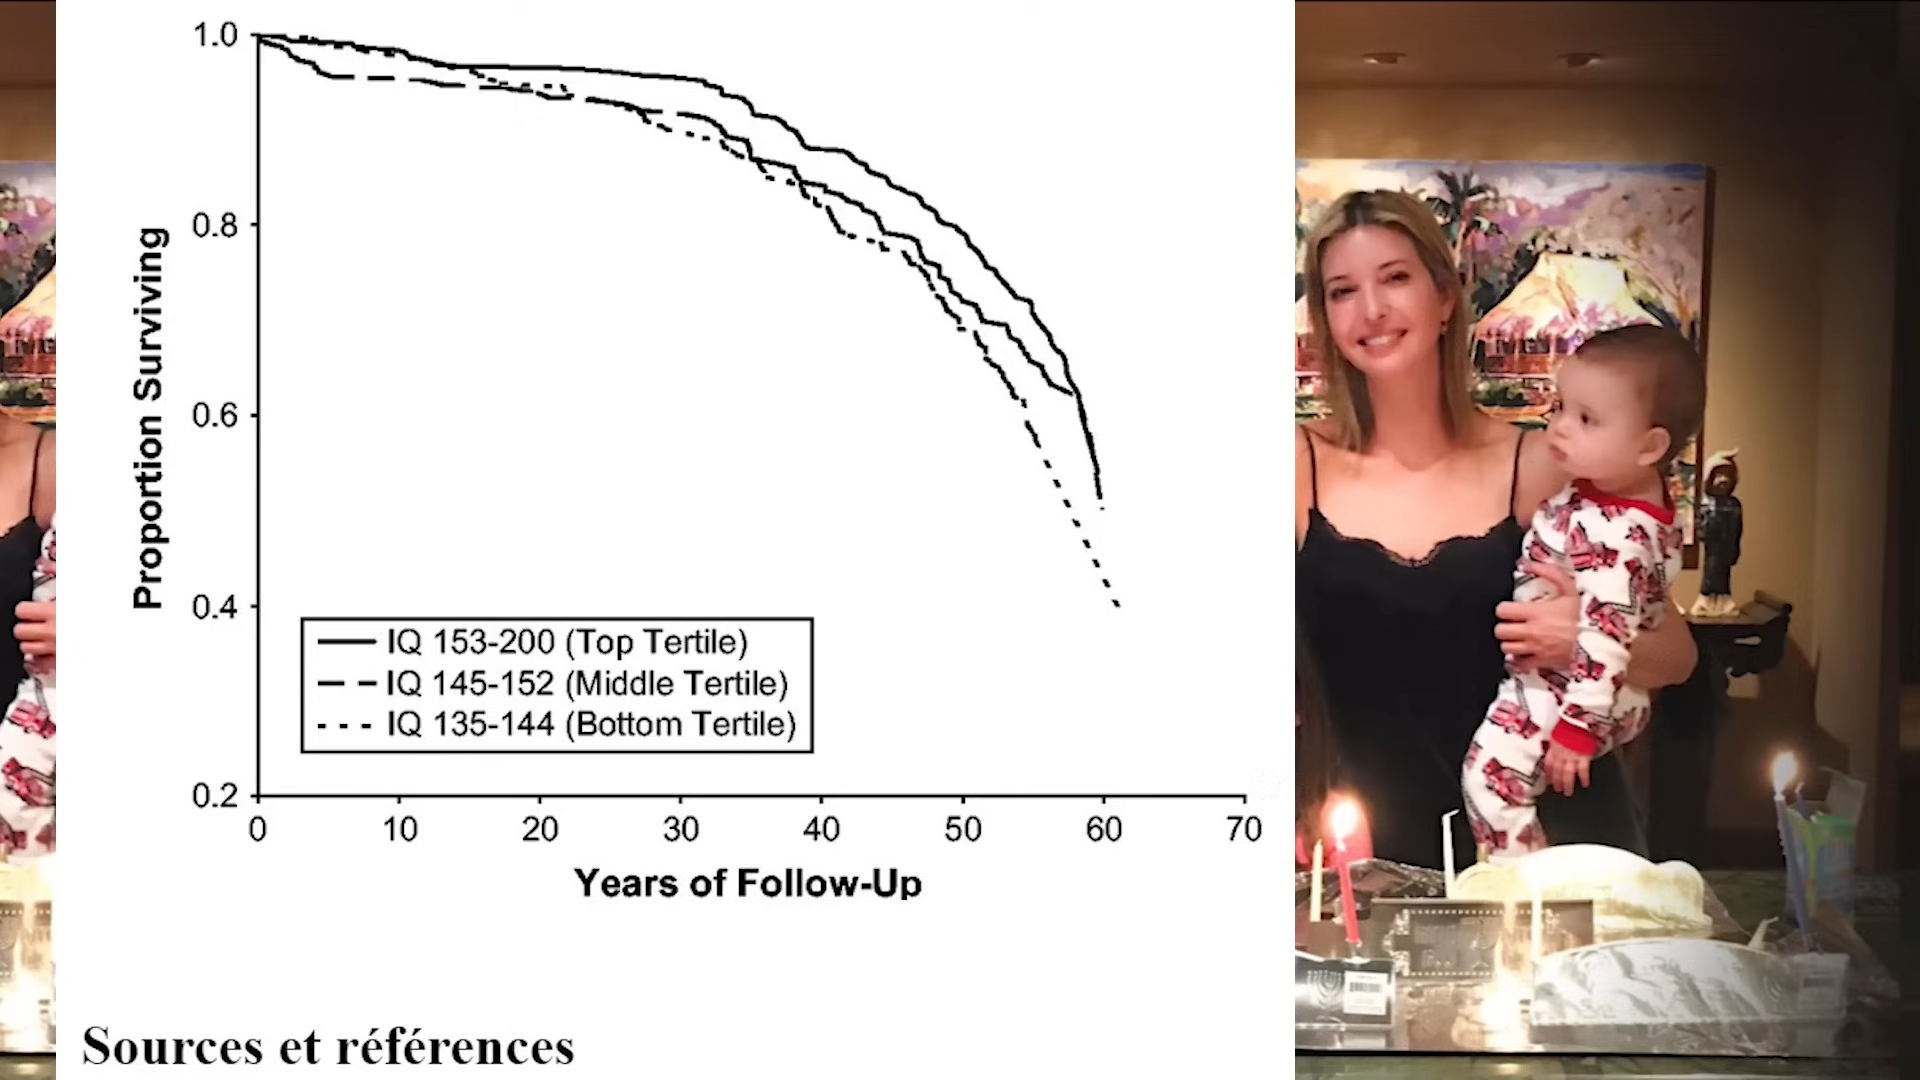 1.0
0.8
0.6
0.4
0.2
Proportion Surviving
IQ 153-200 (Top Tertile)
IQ 145-152 (Middle Tertile)
IQ 135-144 (Bottom Tertile)
0 10 20 30 40 50 60 70
Years of Follow-Up
Sources et références